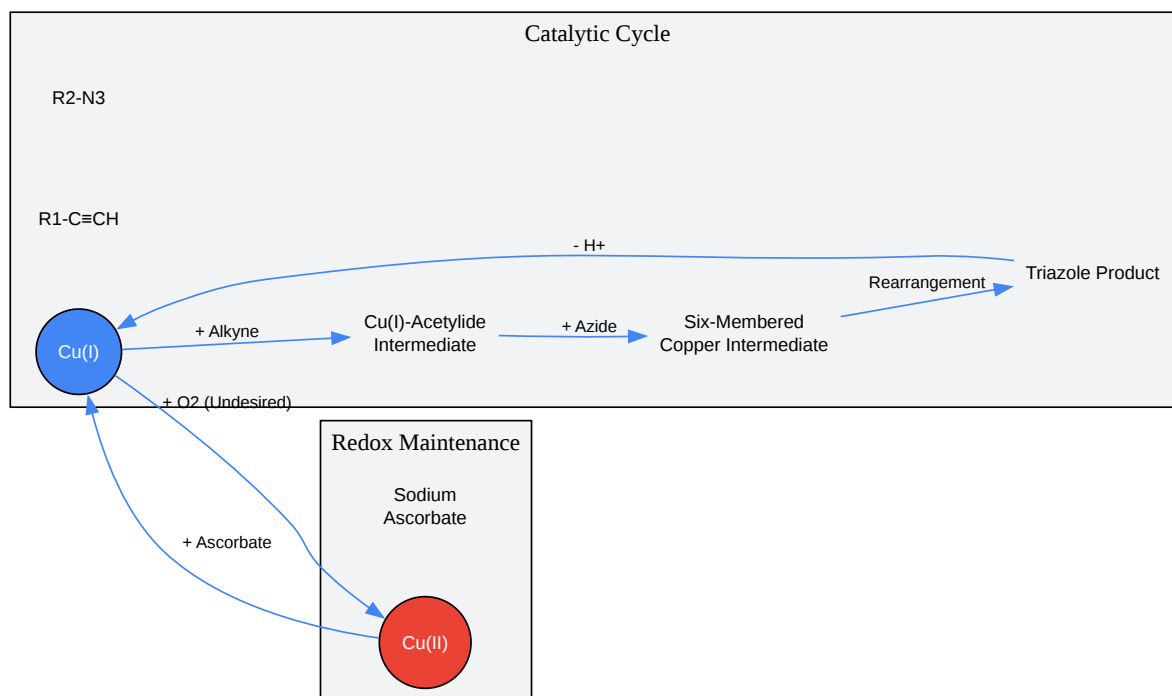 Catalytic Cycle
R2-N3
R1-C≡CH
- H+
Triazole Product
Rearrangement
+ Alkyne
Cu(I)-Acetylide
Intermediate
+ Azide
Six-Membered
Copper Intermediate
Cu(I)
+ O2 (Undesired)
Redox Maintenance
Sodium
Ascorbate
+ Ascorbate
Cu(II)